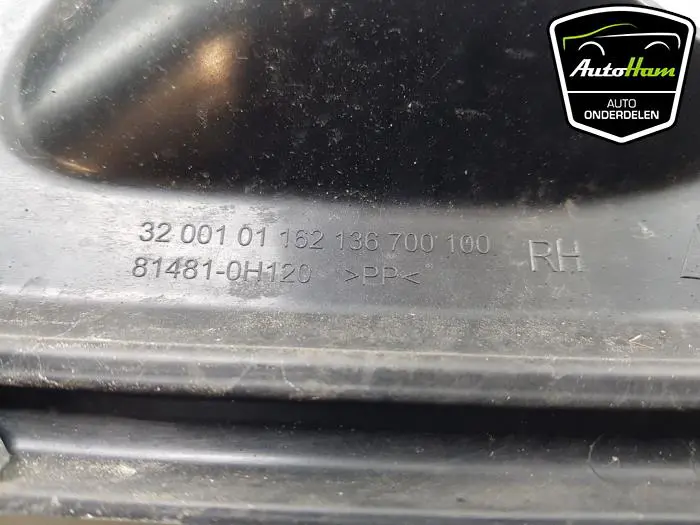 AutoHam
AUTO
ONDERDELEN
32 001 01 162 136 700 100
81481-0H120 >PP<
RH